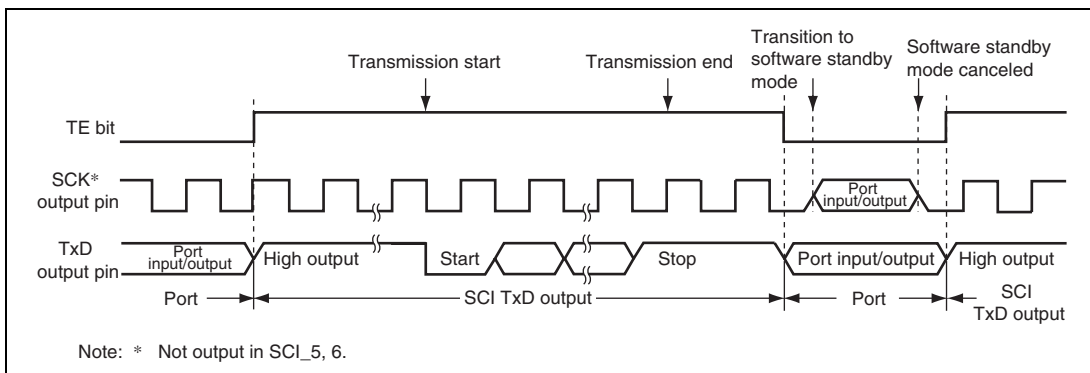 Transition to
software standby
mode
Software standby
mode canceled
Transmission start
Transmission end
TE bit
SCK*
output pin
Port
input/output
TxD
output pin
Port
input/output
High output
Start
Stop
Port input/output
High output
Port
SCI TxD output
Port
SCI
TxD output
Note: * Not output in SCI_5, 6.